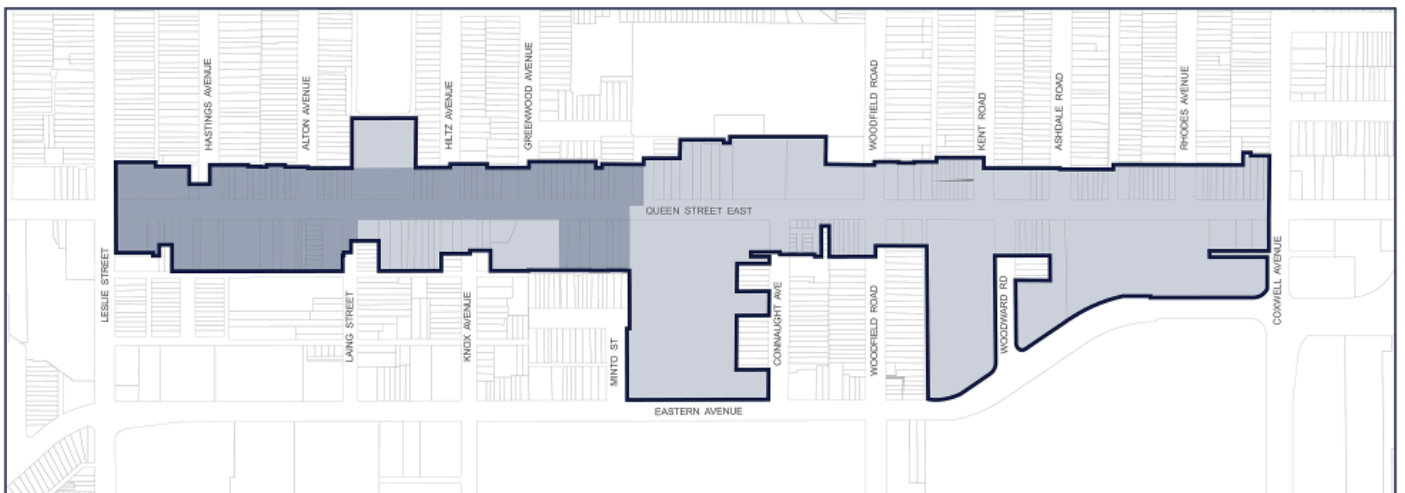 HASTINGS AVENUE
ALTON AVENUE
HILTZ AVENUE
GREENWOOD AVENUE
WOODFIELD ROAD
KENT ROAD
ASHDALE ROAD
RHODES AVENUE
QUEEN STREET EAST
LESLIE STREET
LAING STREET
KNOX AVENUE
MINTO ST
CONNAUGHT AVE
WOODFIELD ROAD
WOODWARD RD
COXWELL AVENUE
EASTERN AVENUE